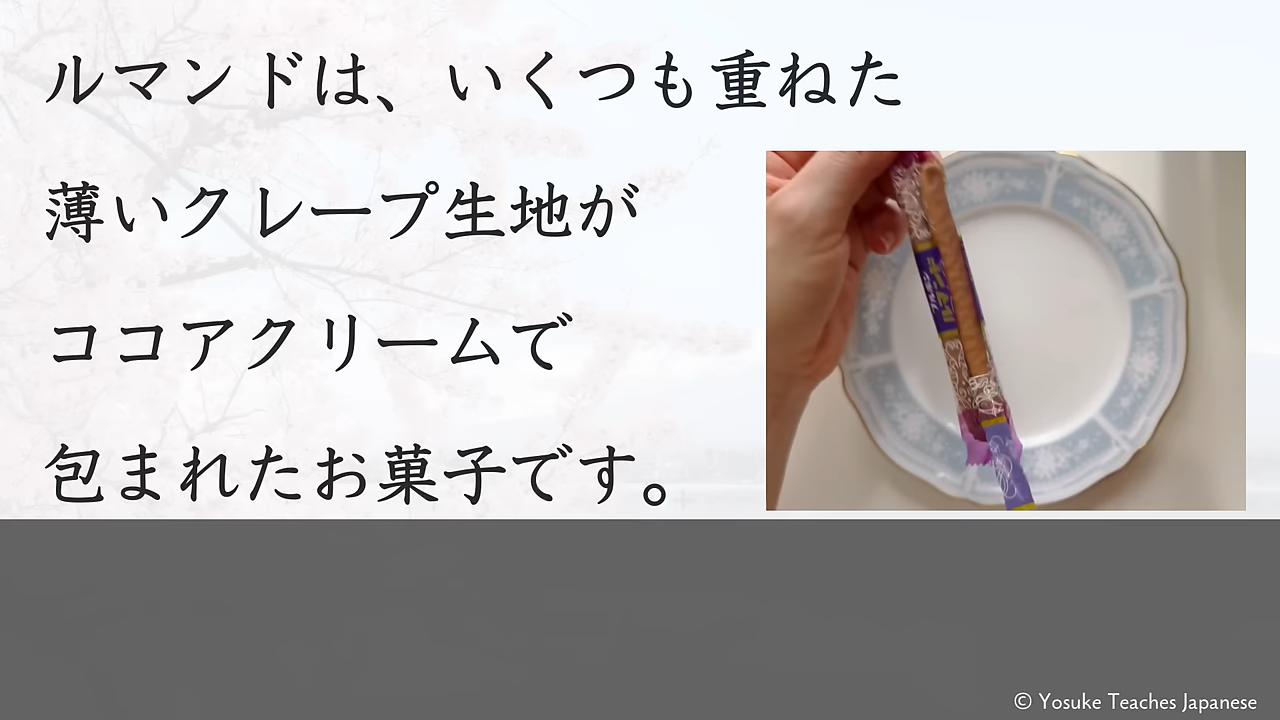 ルマンドは、いくつも重ねた
薄いクレープ生地が
ココアクリームで
包まれたお菓子です。
© Yosuke Teaches Japanese